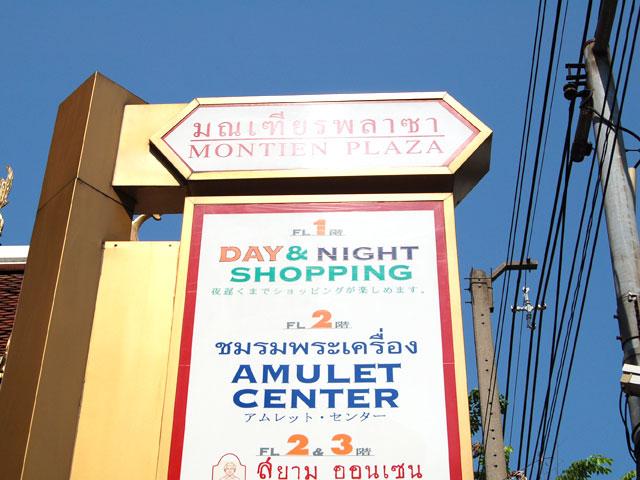 มณเฑียรพลาซา
MONTIEN PLAZA
FL 1 階
DAY & NIGHT
SHOPPING
夜遅くまでショッピングが楽しめます。
FL 2 階
ชมรมพระเครื่อง
AMULET
CENTER
アムレット・センター
FL 2 & 3 階
สยาม ออนเซน